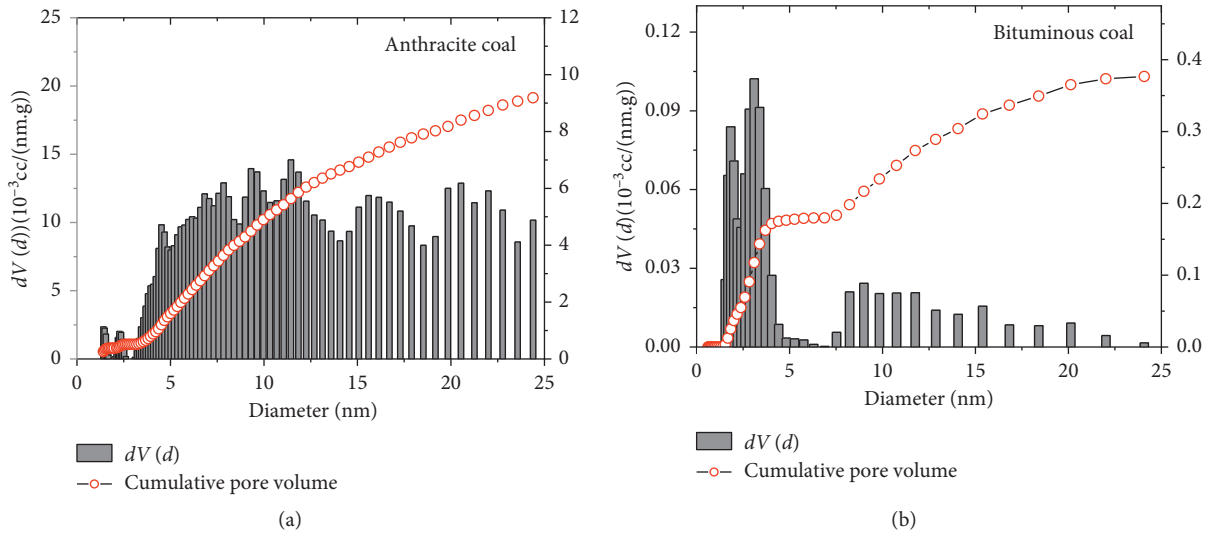 Anthracite coal
25
20
15
10
5
0
dV (d))(10⁻³cc/(nm.g))
12
10
8
6
4
2
0
0 5 10 15 20 25
Diameter (nm)
dV (d)
Cumulative pore volume
(a)
Bituminous coal
0.12
0.09
0.06
0.03
0.00
dV (d)(10⁻³cc/(nm.g))
0.4
0.3
0.2
0.1
0.0
0 5 10 15 20 25
Diameter (nm)
dV (d)
Cumulative pore volume
(b)